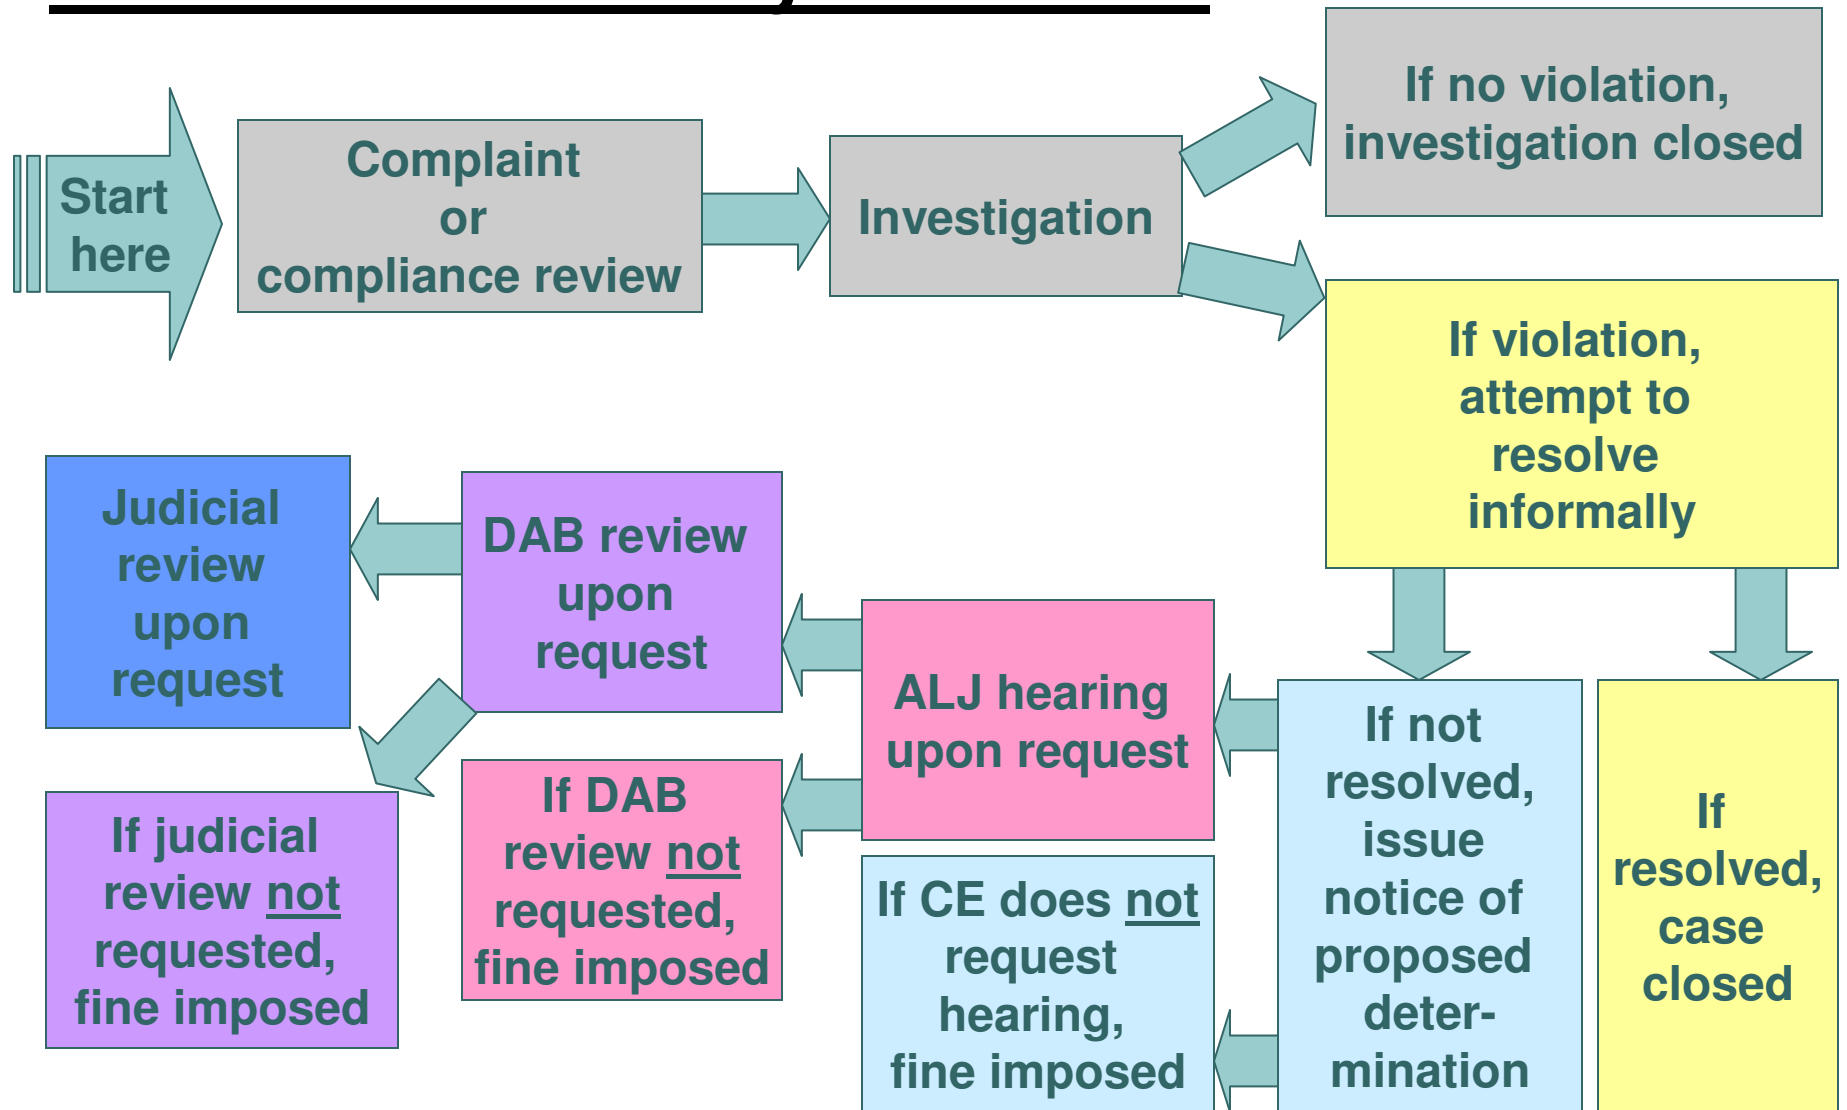 Start
here
Complaint
or
compliance review
Investigation
If no violation,
investigation closed
If violation,
attempt to
resolve
informally
Judicial
review
upon
request
DAB review
upon
request
ALJ hearing
upon request
If not
resolved,
issue
notice of
proposed
deter-
mination
If
resolved,
case
closed
If judicial
review not
requested,
fine imposed
If DAB
review not
requested,
fine imposed
If CE does not
request
hearing,
fine imposed